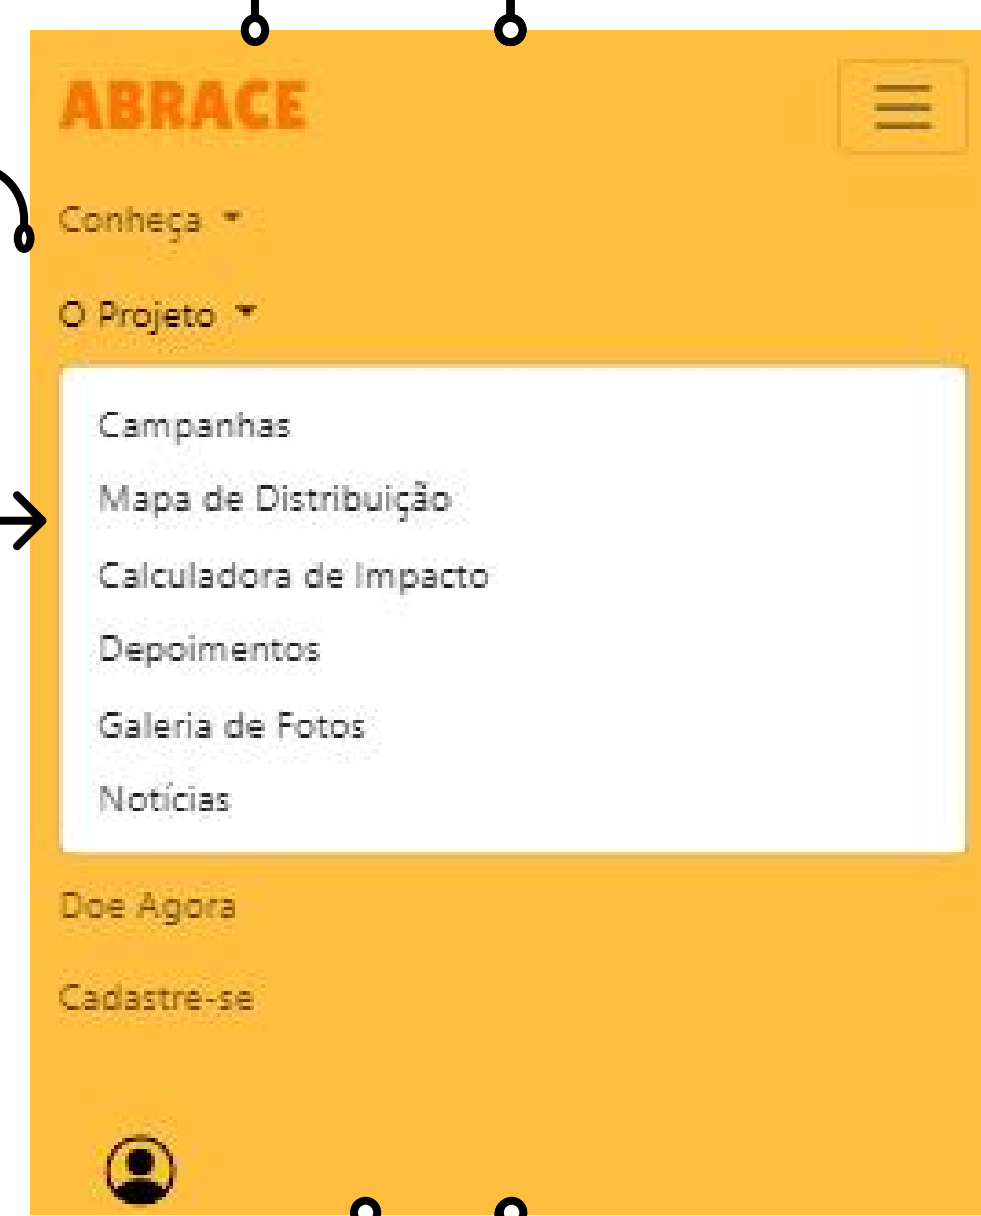 ABRACE
Conheça
O Projeto
Campanhas
Mapa de Distribuição
Calculadora de Impacto
Depoimentos
Galeria de Fotos
Notícias
Doe Agora
Cadastre-se